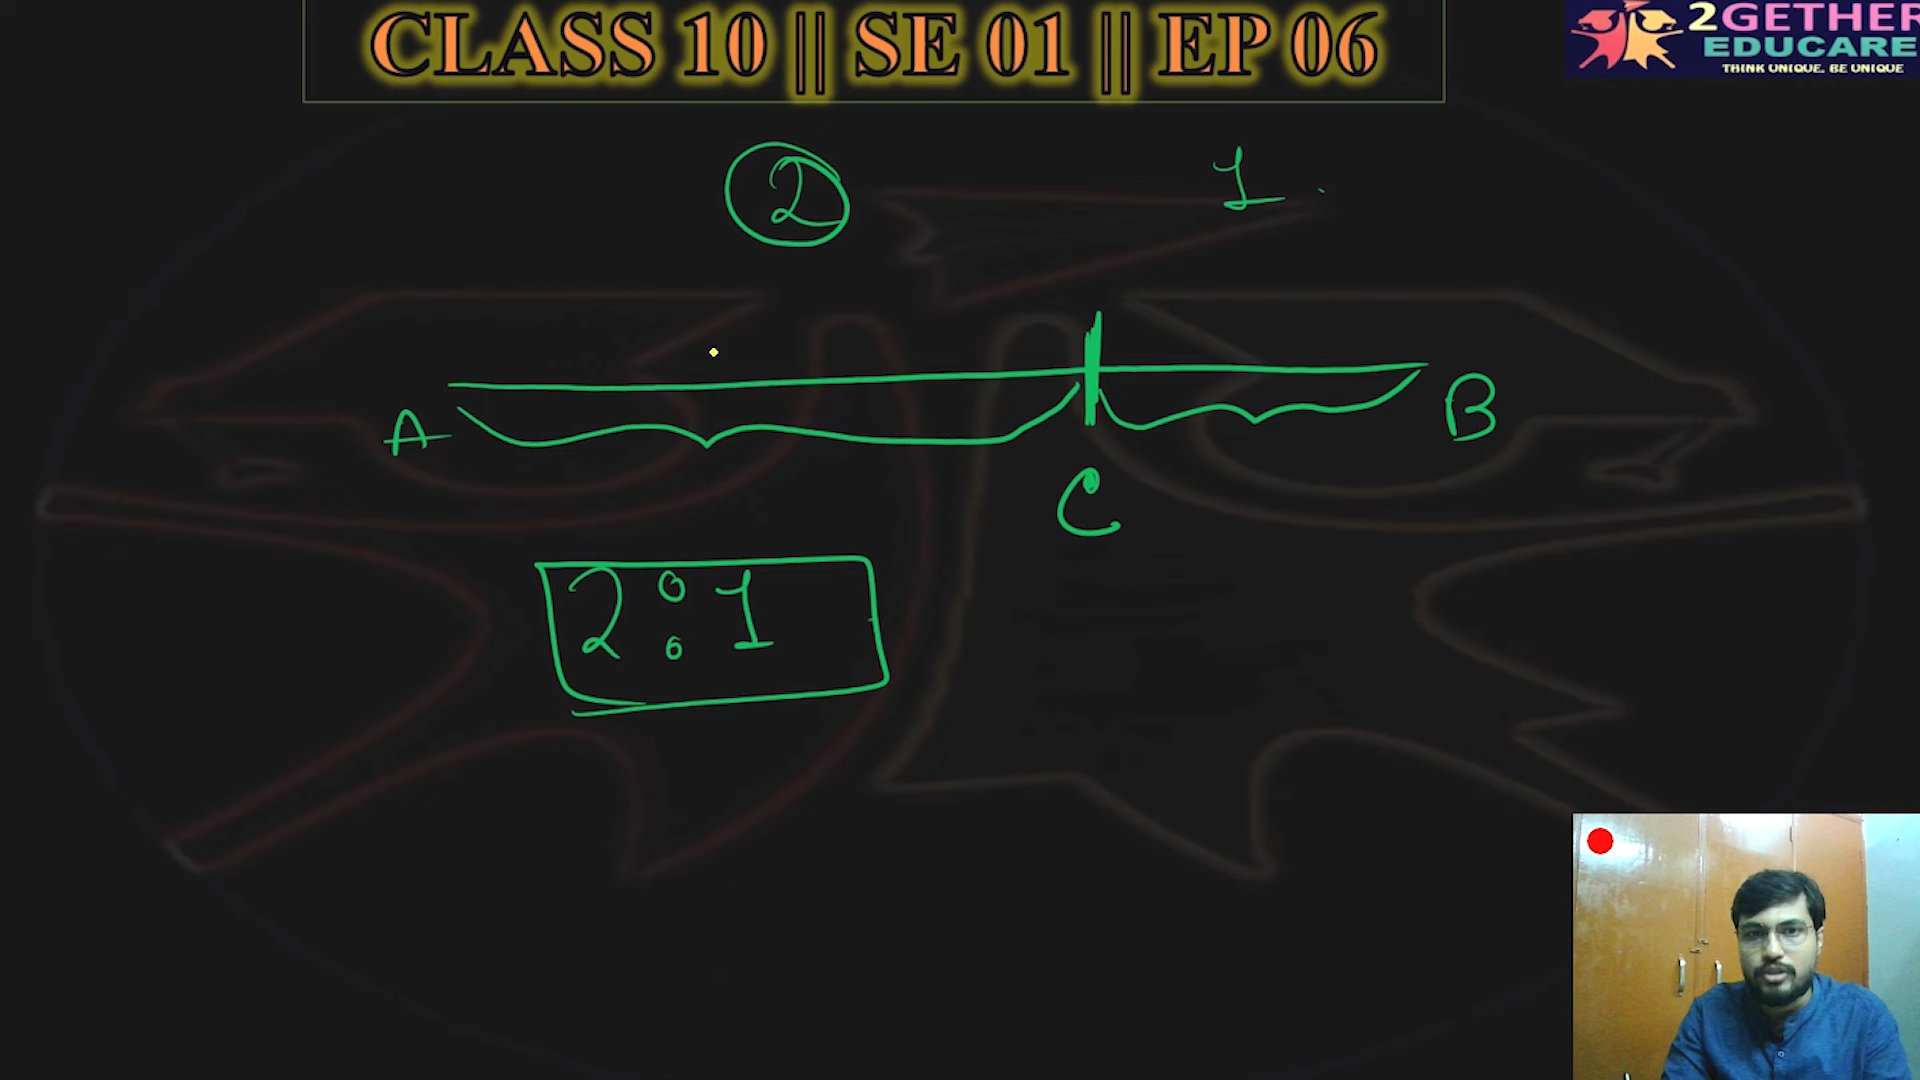 CLASS 10 || SE 01 || EP 06
2GETHER
EDUCARE
THINK UNIQUE. BE UNIQUE
2 1
A B
C
2:1